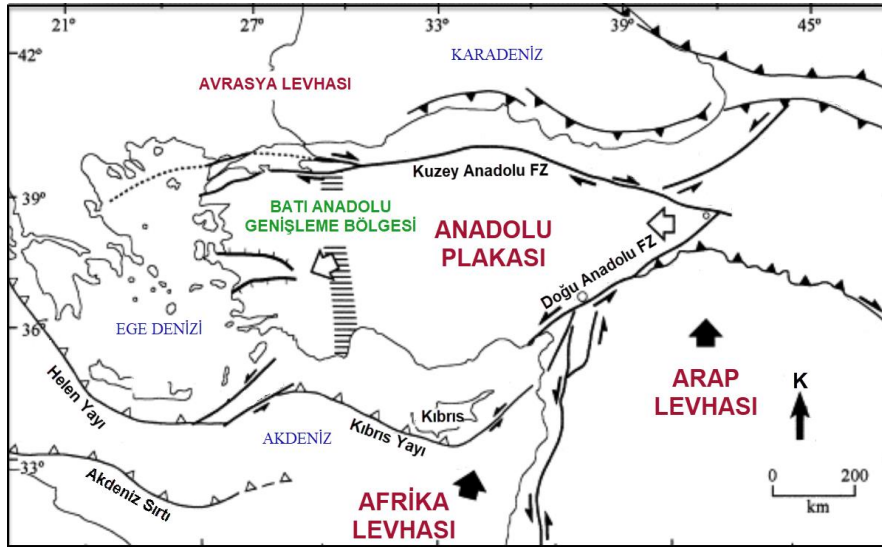 21° 27° 28° 33° 39° 45°
42°
KARADENİZ
AVRASYA LEVHASI
Kuzey Anadolu FZ
39°
BATI ANADOLU
GENİŞLEME BÖLGESİ
ANADOLU
PLAKASI
Doğu Anadolu FZ
EGE DENİZİ
36°
Helen Yayı
ARAP
LEVHASI
K
Kıbrıs
Kıbrıs Yayı
AKDENİZ
33°
Akdeniz Sırtı
AFRİKA
LEVHASI
0 200
km